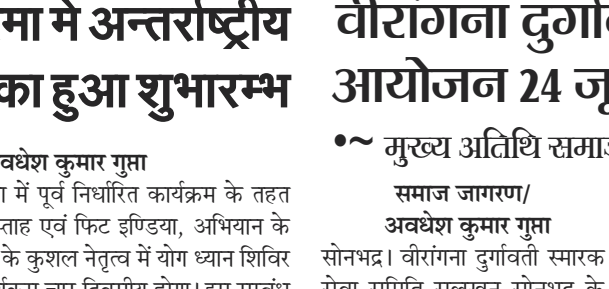 में अन्तर्राष्ट्रीय
का हुआ शुभारम्भ
अवधेश कुमार गुप्ता
में पूर्व निर्धारित कार्यक्रम के तहत
एवं फिट इण्डिया, अभियान के
के कुशल नेतृत्व में योग ध्यान शिविर
वीरांगना
आयोजन 24
•~ मुख्य अतिथि
समाज जागरण/
अवधेश कुमार गुप्ता
सोनभद्र। वीरांगना दुर्गावती स्मारक